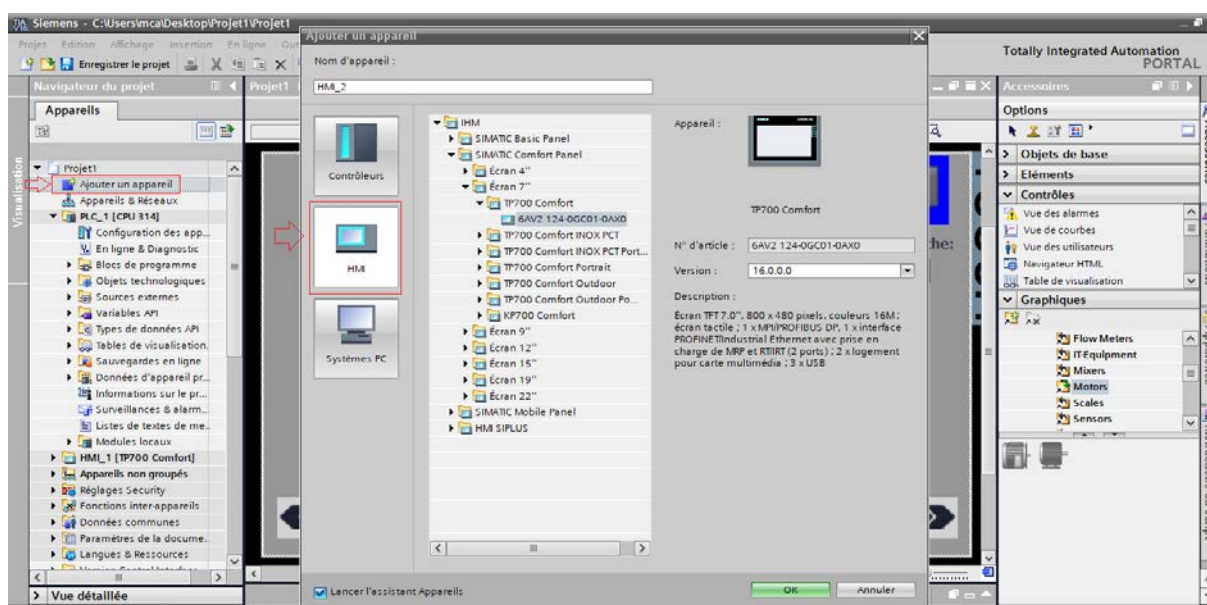 Siemens - C:\Users\mca\Desktop\Projet1\Projet1
Projet Edition Affichage Insertion En ligne
Enregistrer le projet
Totally Integrated Automation
PORTAL
Navigateur du projet
Appareils
Visualisation
Projet1
Ajouter un appareil
Appareils & Réseaux
PLC_1 [CPU 314]
Configuration des app...
En ligne & Diagnostic
Blocs de programme
Objets technologiques
Sources externes
Variables API
Types de données API
Tables de visualisation.
Sauvegardes en ligne
Données d'appareil pr...
Informations sur le pr...
Surveillances & alarm...
Listes de textes de me..
Modules locaux
HMI_1 [TP700 Comfort]
Appareils non groupés
Réglages Security
Fonctions inter-appareils
Données communes
Paramètres de la docume.
Langues & Ressources
Vue détaillée
Projet1
Ajouter un appareil
Nom d'appareil :
HMI_2
Contrôleurs
HMI
Systèmes PC
IHM
SIMATIC Basic Panel
SIMATIC Comfort Panel
Écran 4"
Écran 7"
TP700 Comfort
6AV2 124-0GC01-0AX0
TP700 Comfort INOX PCT
TP700 Comfort INOX PCT Port...
TP700 Comfort Portrait
TP700 Comfort Outdoor
TP700 Comfort Outdoor Po...
KP700 Comfort
Écran 9"
Écran 12"
Écran 15"
Écran 19"
Écran 22"
SIMATIC Mobile Panel
HMI SIPLUS
Appareil :
TP700 Comfort
N° d'article : 6AV2 124-0GC01-0AX0
Version : 16.0.0.0
Description :
Écran TFT 7.0", 800 x 480 pixels, couleurs 16M;
écran tactile ; 1 x MPI/PROFIBUS DP, 1 x interface
PROFINET/Industrial Ethernet avec prise en
charge de MRP et RT/IRT (2 ports) ; 2 x logement
pour carte multimédia ; 3 x USB
Lancer l'assistant Appareils
OK
Annuler
che:
Accessoires
Options
Objets de base
Eléments
Contrôles
Vue des alarmes
Vue de courbes
Vue des utilisateurs
Navigateur HTML
Table de visualisation
Graphiques
Flow Meters
IT-Equipment
Mixers
Motors
Scales
Sensors